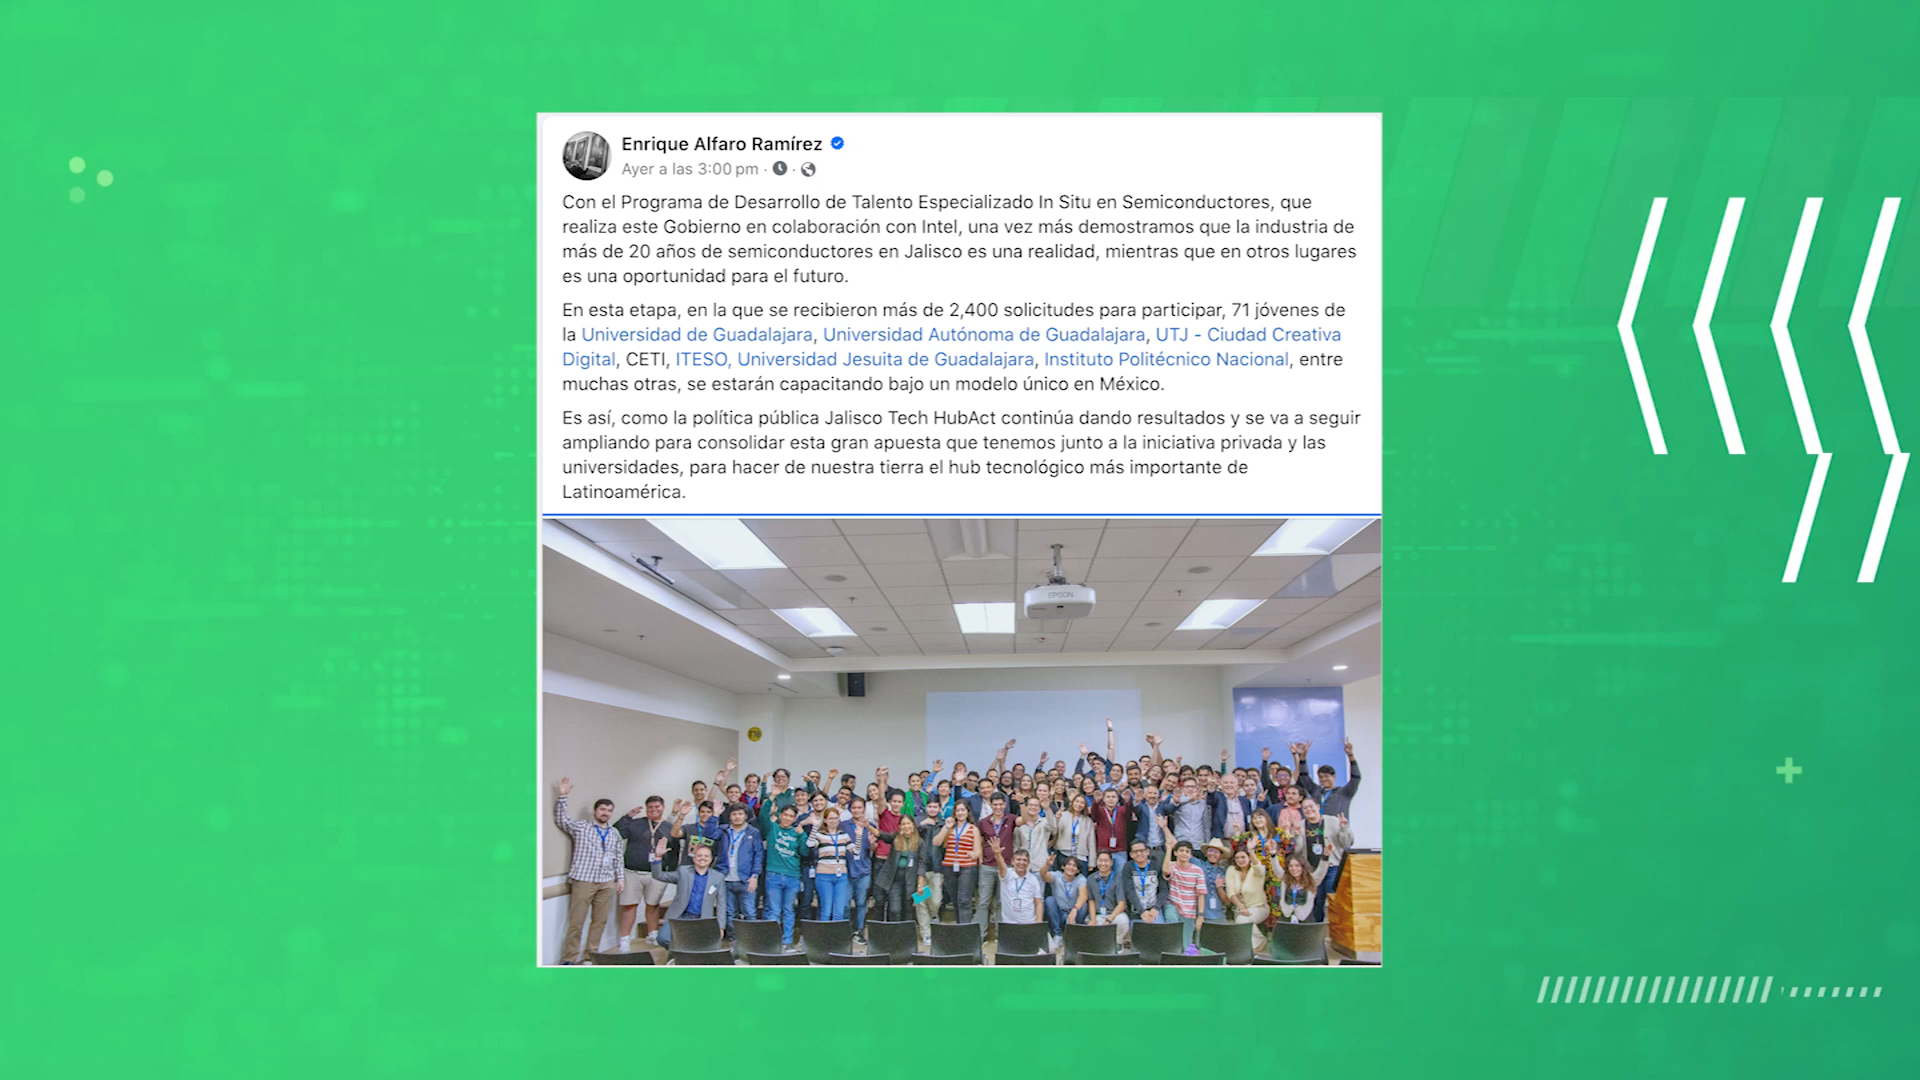 Enrique Alfaro Ramírez
Ayer a las 3:00 pm
Con el Programa de Desarrollo de Talento Especializado In Situ en Semiconductores, que
realiza este Gobierno en colaboración con Intel, una vez más demostramos que la industria de
más de 20 años de semiconductores en Jalisco es una realidad, mientras que en otros lugares
es una oportunidad para el futuro.
En esta etapa, en la que se recibieron más de 2,400 solicitudes para participar, 71 jóvenes de
la Universidad de Guadalajara, Universidad Autónoma de Guadalajara, UTJ - Ciudad Creativa
Digital, CETI, ITESO, Universidad Jesuita de Guadalajara, Instituto Politécnico Nacional, entre
muchas otras, se estarán capacitando bajo un modelo único en México.
Es así, como la política pública Jalisco Tech HubAct continúa dando resultados y se va a seguir
ampliando para consolidar esta gran apuesta que tenemos junto a la iniciativa privada y las
universidades, para hacer de nuestra tierra el hub tecnológico más importante de
Latinoamérica.
EPSON